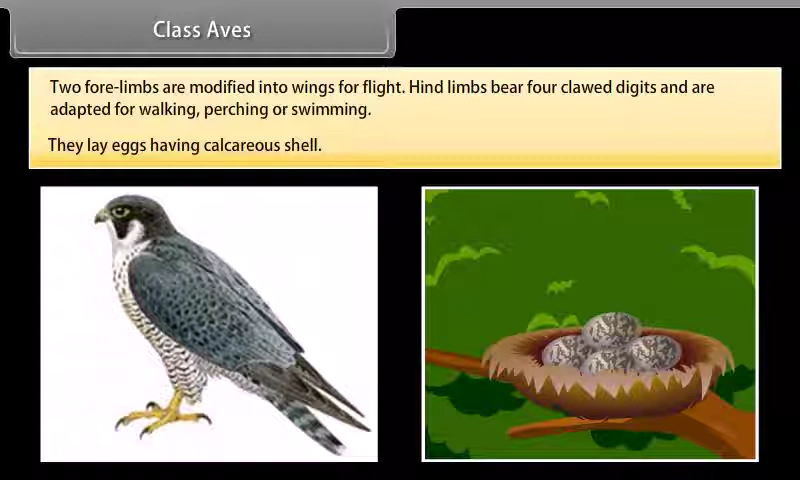 Class Aves
Two fore-limbs are modified into wings for flight. Hind limbs bear four clawed digits and are
adapted for walking, perching or swimming.
They lay eggs having calcareous shell.